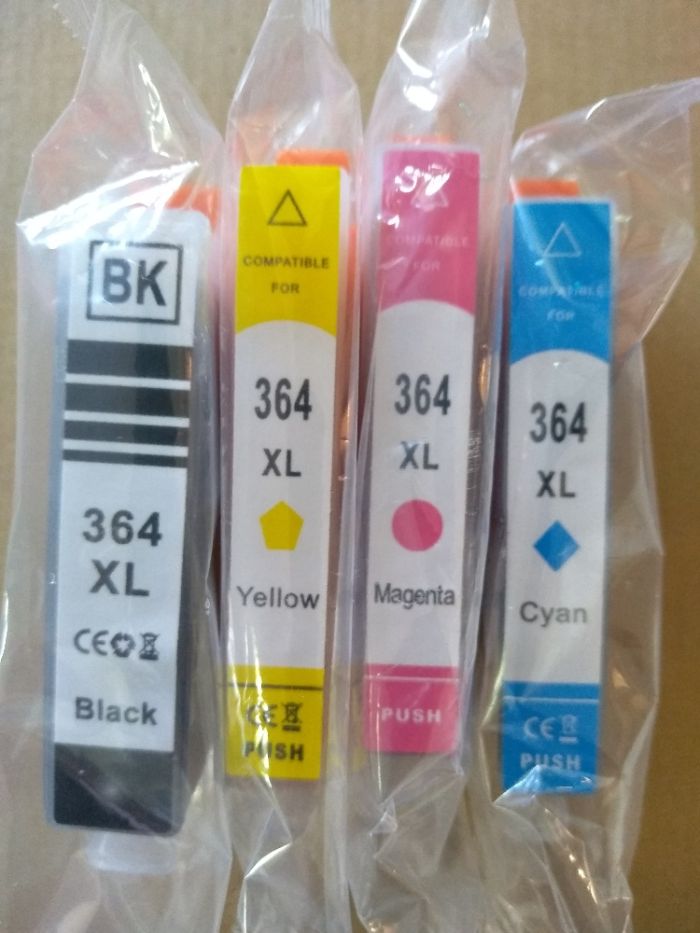 BK
364
XL
CE
Black
COMPATIBLE
FOR
364
XL
Yellow
CE
PUSH
COMPATIBLE
FOR
364
XL
Magenta
PUSH
COMPATIBLE
FOR
364
XL
Cyan
CE
PUSH